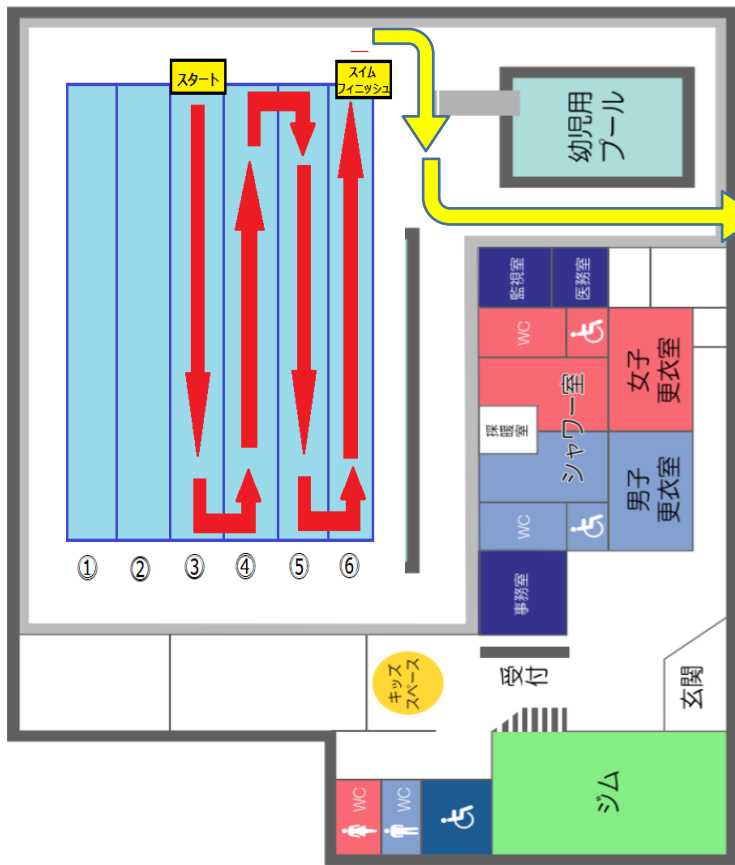 スタート
スイム
フィニッシュ
幼児用
プール
監視室
医務室
WC
女子
更衣室
採暖室
シャワー室
男子
更衣室
WC
①
②
③
④
⑤
⑥
事務室
キッズ
スペース
受付
玄関
WC
WC
ジム